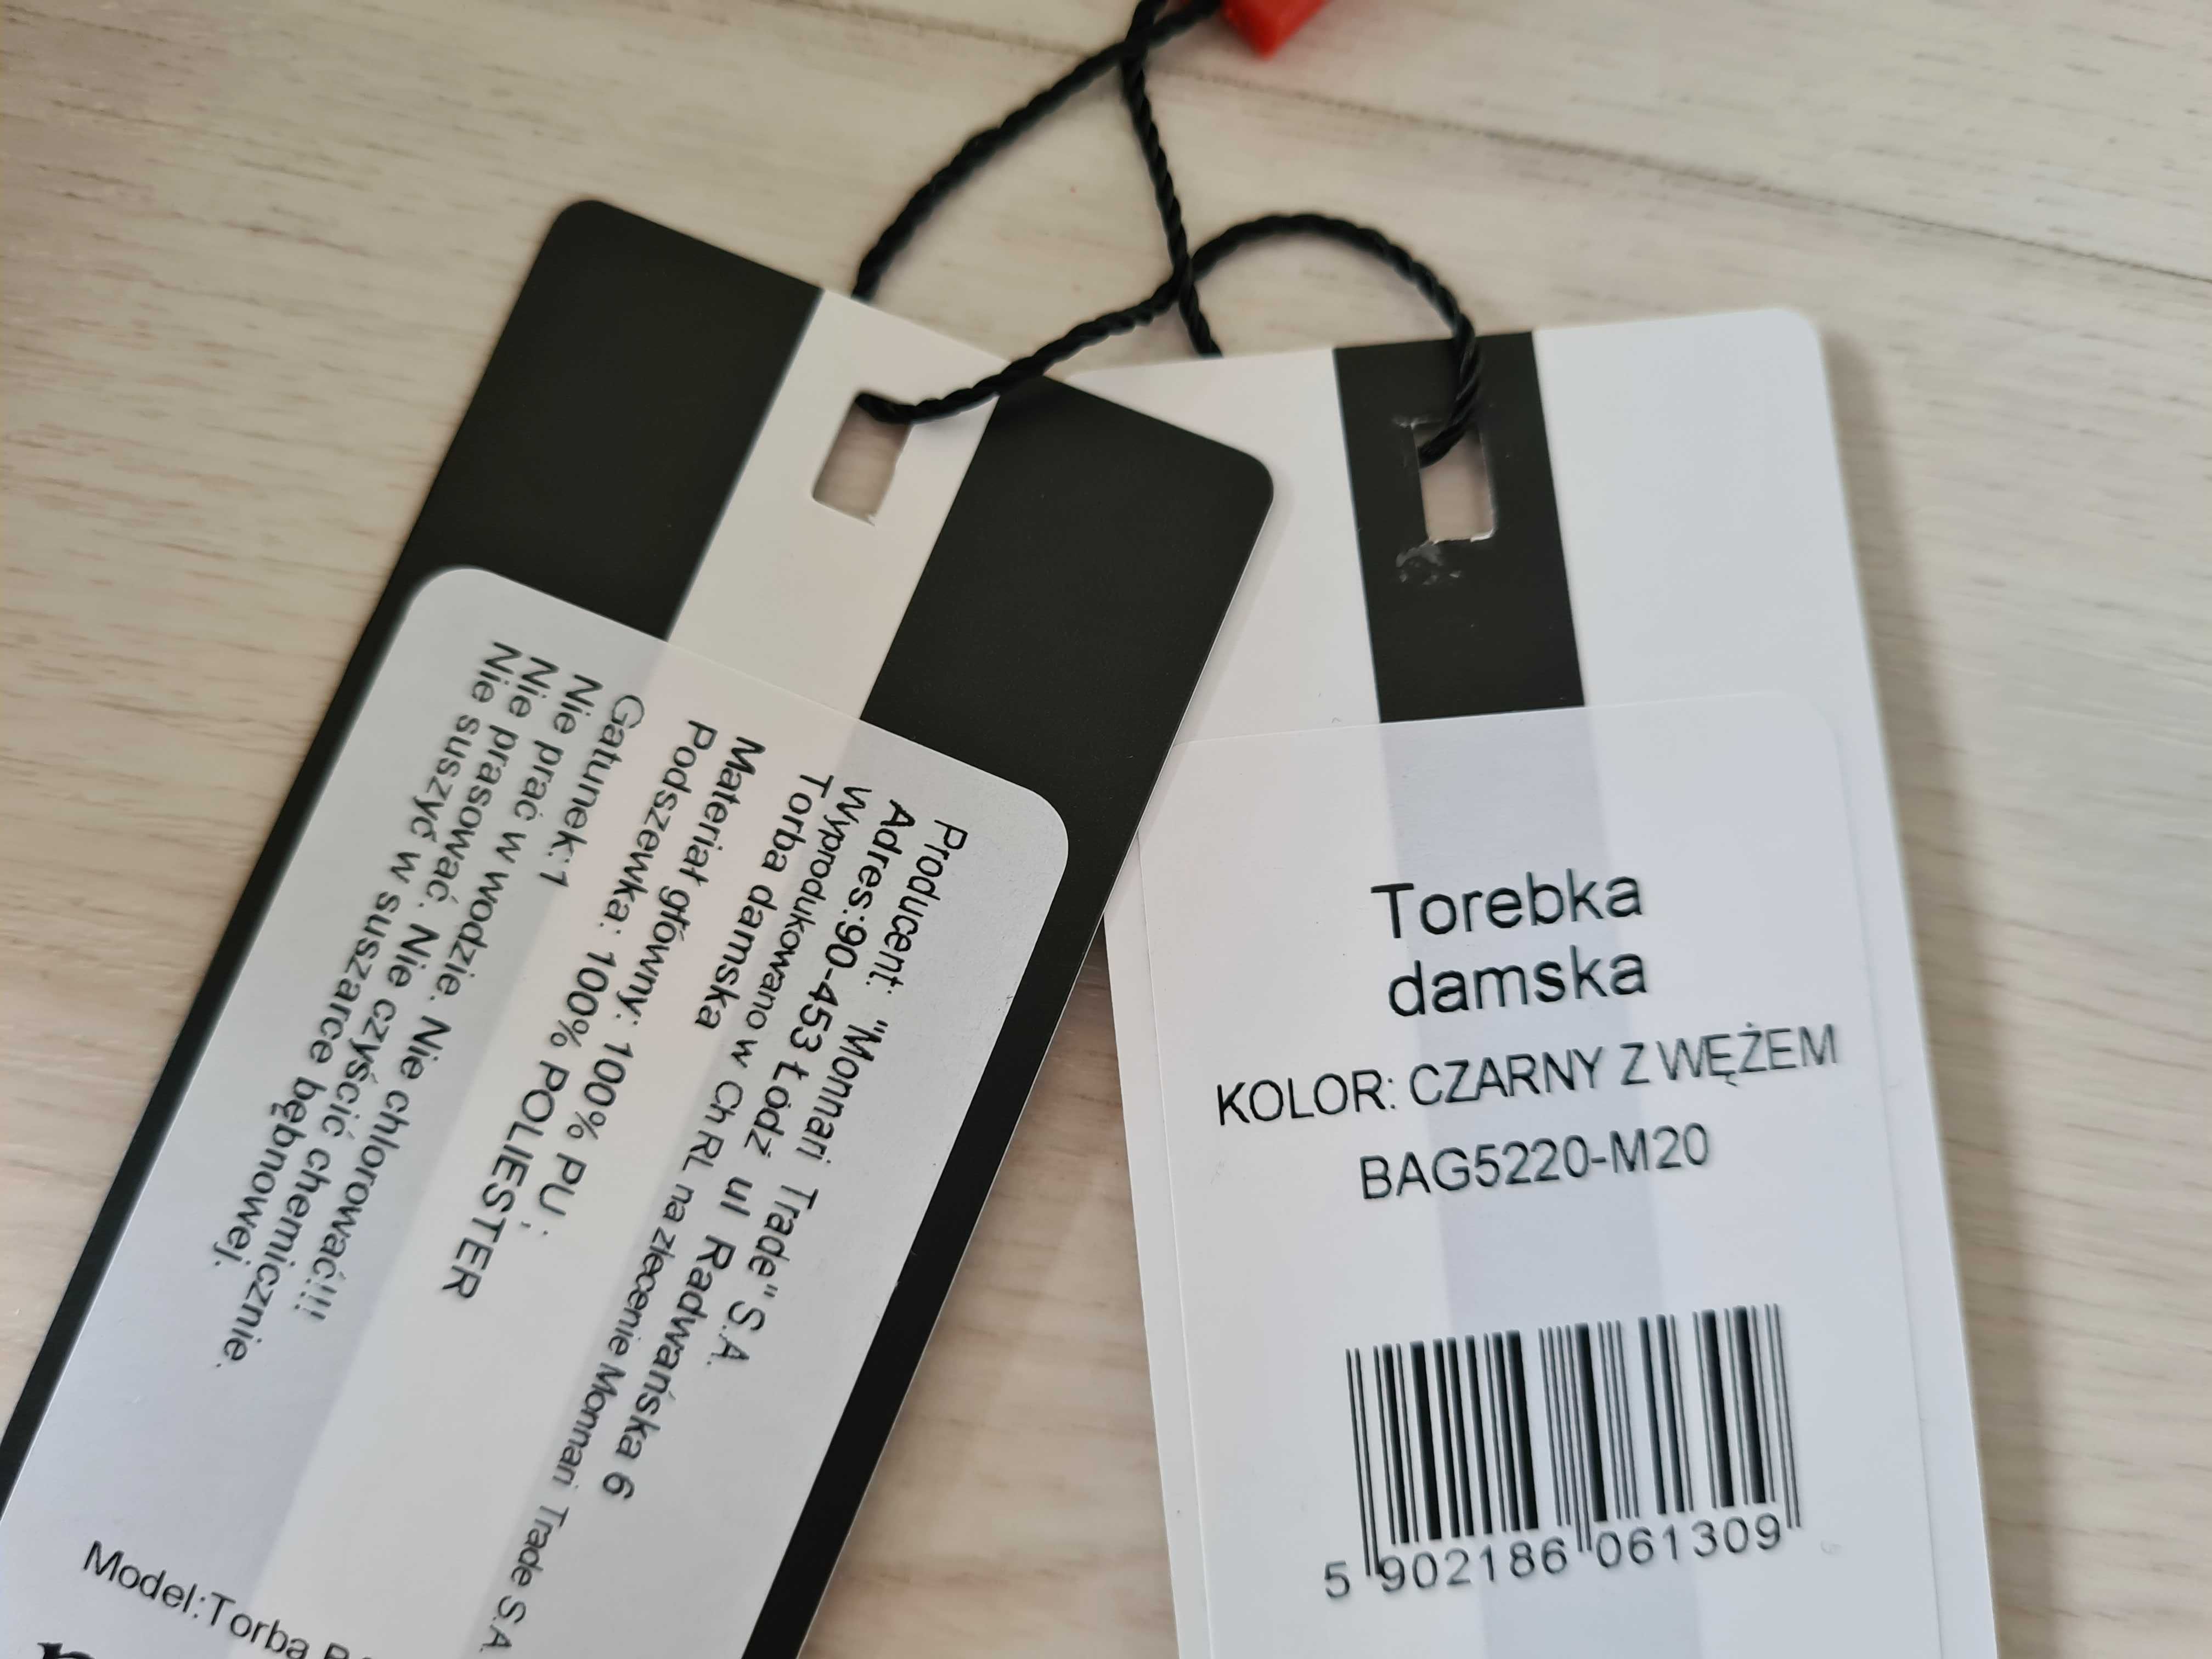 Producent: "Monnari Trade" S.A.
Adres:90-453 Łódź ul Radwańska 6
Wyprodukowano w ChRL na zlecenie Monnari Trade S.A.
Torba damska
Materiał główny: 100% PU ;
Podszewka: 100% POLIESTER
Gatunek:1
Nie prać w wodzie. Nie chlorować!!!
Nie prasować. Nie czyścić chemicznie.
Nie suszyć w suszarce bębnowej.
Model:Torba
Torebka
damska
KOLOR: CZARNY Z WĘŻEM
BAG5220-M20
5 902186 061309